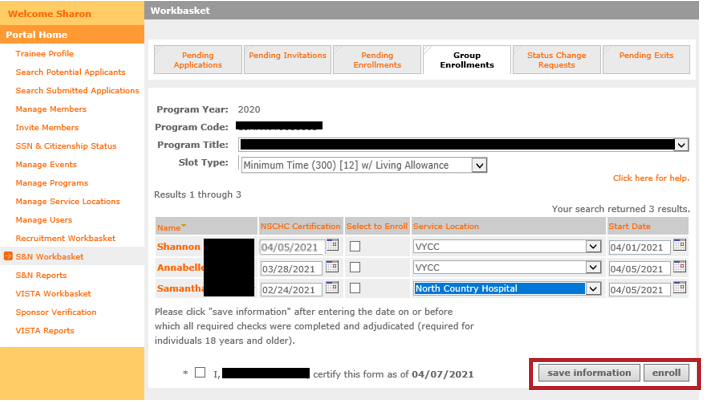 Welcome Sharon
Portal Home
Trainee Profile
Search Potential Applicants
Search Submitted Applications
Manage Members
Invite Members
SSN & Citizenship Status
Manage Events
Manage Programs
Manage Service Locations
Manage Users
Recruitment Workbasket
S&N Workbasket
S&N Reports
VISTA Workbasket
Sponsor Verification
VISTA Reports
Workbasket
Pending Applications
Pending Invitations
Pending Enrollments
Group Enrollments
Status Change Requests
Pending Exits
Program Year: 2020
Program Code:
Program Title:
Slot Type: Minimum Time (300) [12] w/ Living Allowance
Click here for help.
Results 1 through 3
Your search returned 3 results.
Name NSCHC Certification Select to Enroll Service Location Start Date
Shannon 04/05/2021 VYCC 04/01/2021
Annabelle 03/28/2021 VYCC 04/05/2021
Samantha 02/24/2021 North Country Hospital 04/05/2021
Please click "save information" after entering the date on or before
which all required checks were completed and adjudicated (required for
individuals 18 years and older).
* I, certify this form as of 04/07/2021
save information enroll